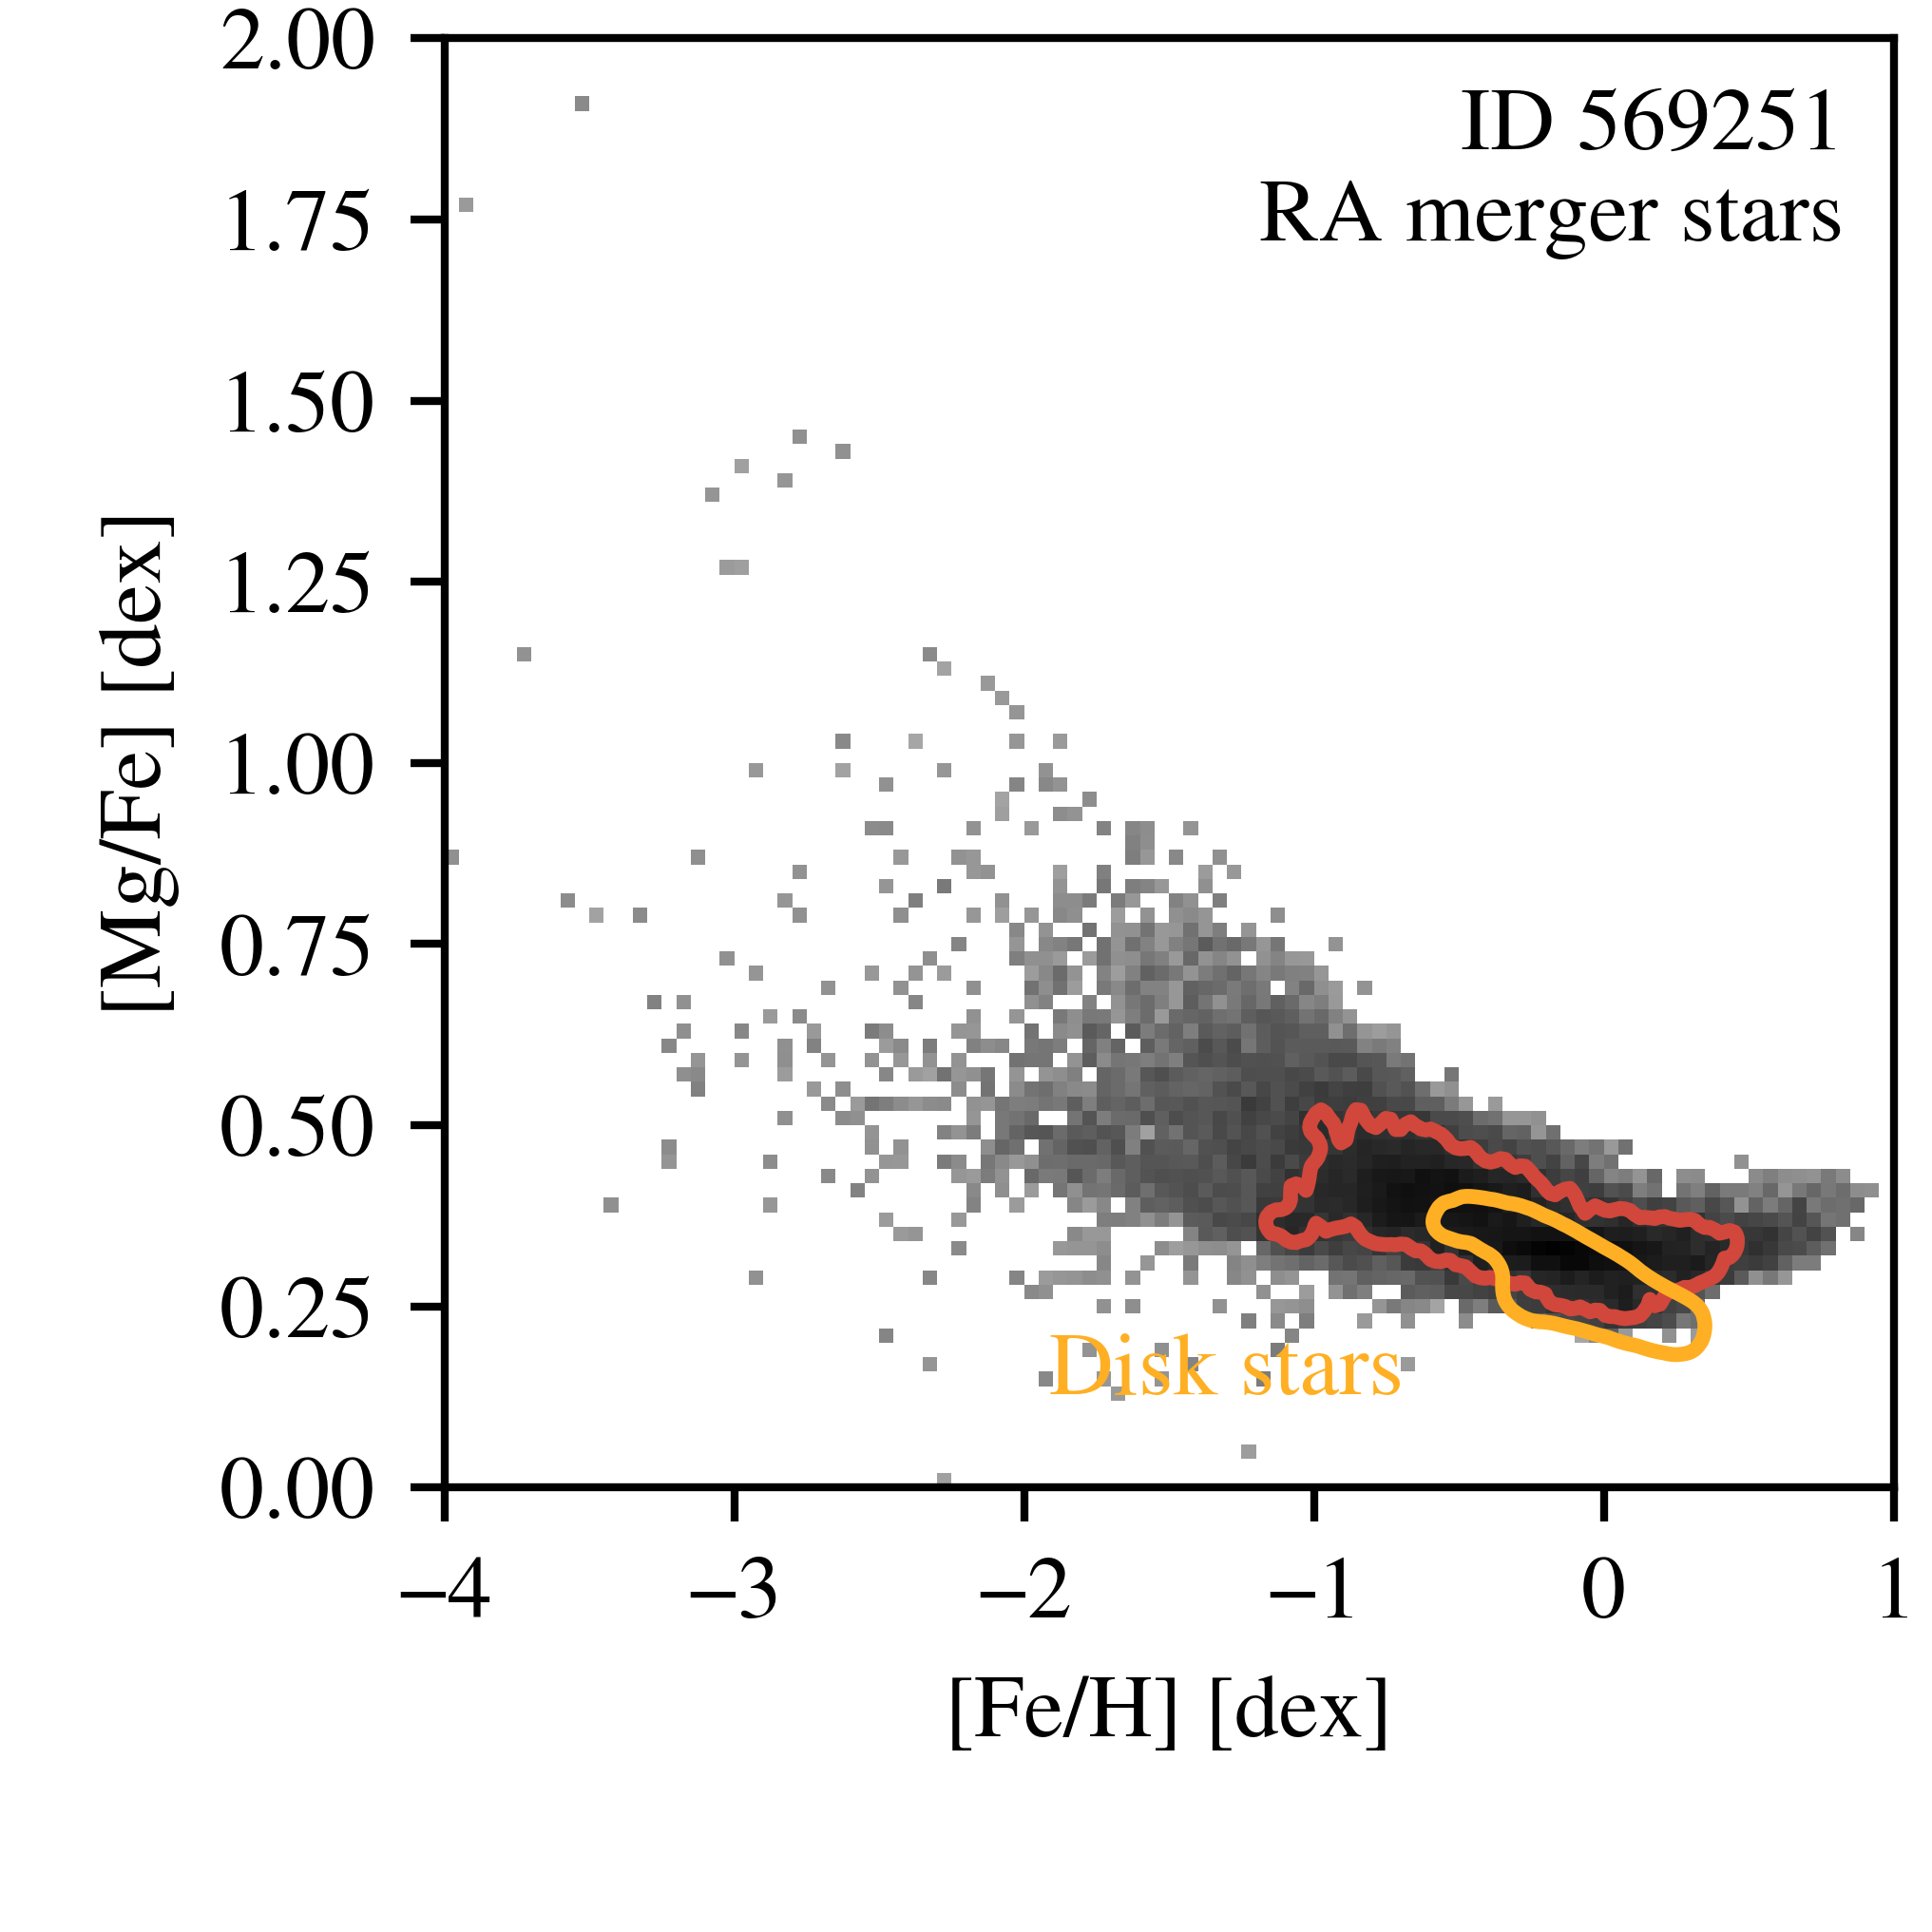 ID 569251
RA merger stars
2.00
1.75
1.50
1.25
1.00
0.75
0.50
0.25
0.00
[Mg/Fe] [dex]
Disk stars
−4 −3 −2 −1 0 1
[Fe/H] [dex]